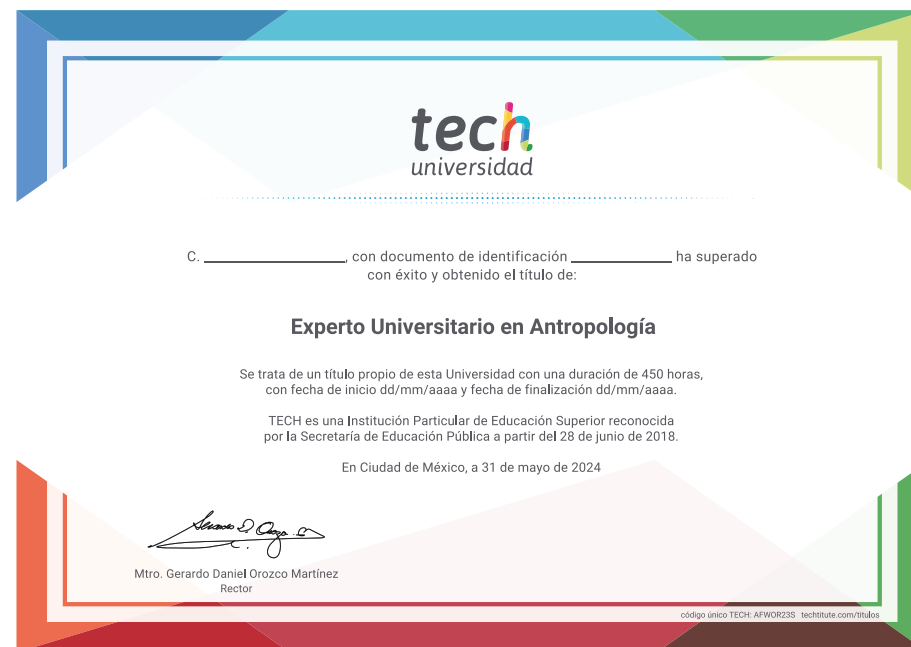 tech
universidad
C. ____________, con documento de identificación ____________ ha superado
con éxito y obtenido el título de:
Experto Universitario en Antropología
Se trata de un título propio de esta Universidad con una duración de 450 horas,
con fecha de inicio dd/mm/aaaa y fecha de finalización dd/mm/aaaa.
TECH es una Institución Particular de Educación Superior reconocida
por la Secretaría de Educación Pública a partir del 28 de junio de 2018.
En Ciudad de México, a 31 de mayo de 2024
Mtro. Gerardo Daniel Orozco Martínez
Rector
código único TECH: AFWOR23S techtitute.com/titulos